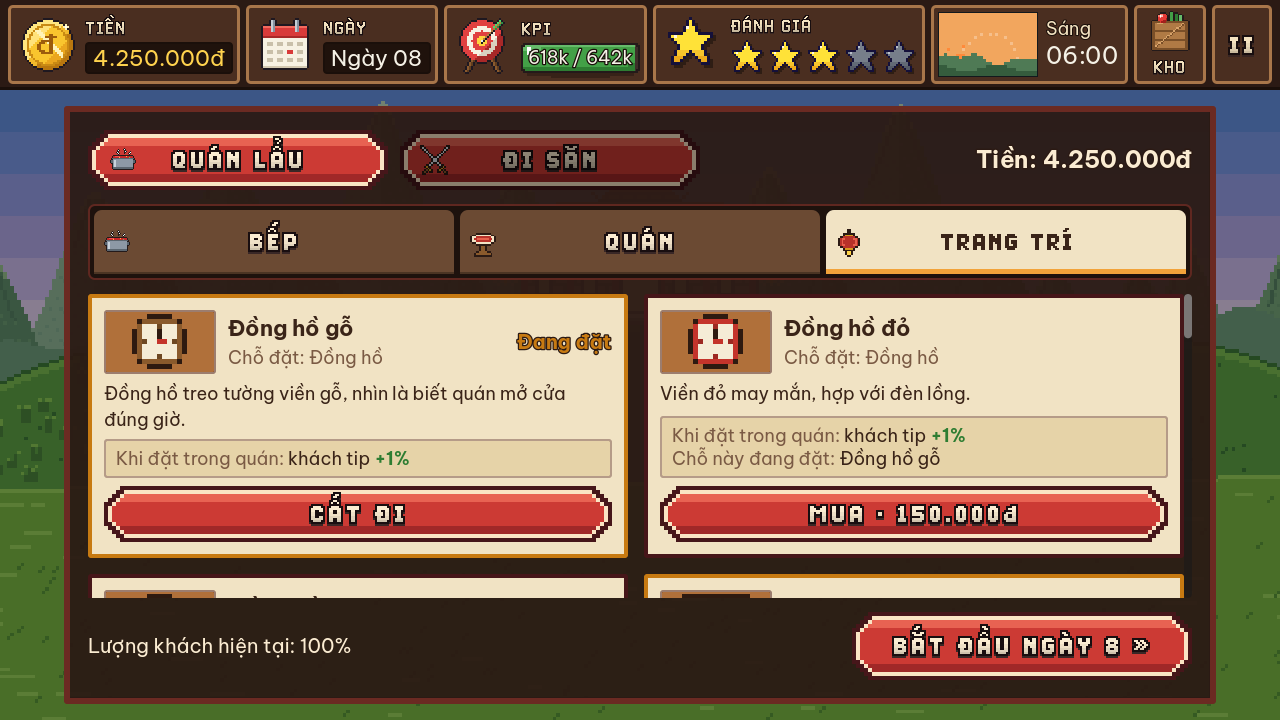 TIỀN
4.250.000đ
NGÀY
Ngày 08
KPI
618k / 642k
ĐÁNH GIÁ
Sáng
06:00
KHO
QUÁN LẨU
ĐI SĂN
Tiền: 4.250.000đ
BẾP
QUÁN
TRANG TRÍ
Đồng hồ gỗ
Chỗ đặt: Đồng hồ
Đang đặt
Đồng hồ treo tường viền gỗ, nhìn là biết quán mở cửa
đúng giờ.
Khi đặt trong quán: khách tip +1%
CẤT ĐI
Đồng hồ đỏ
Chỗ đặt: Đồng hồ
Viền đỏ may mắn, hợp với đèn lồng.
Khi đặt trong quán: khách tip +1%
Chỗ này đang đặt: Đồng hồ gỗ
MUA · 150.000đ
Lượng khách hiện tại: 100%
BẮT ĐẦU NGÀY 8 »